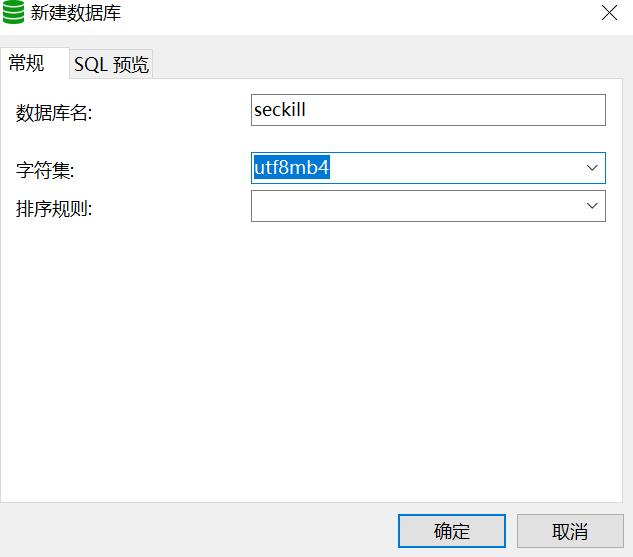 新建数据库
常规 SQL 预览
数据库名: seckill
字符集: utf8mb4
排序规则:
确定 取消